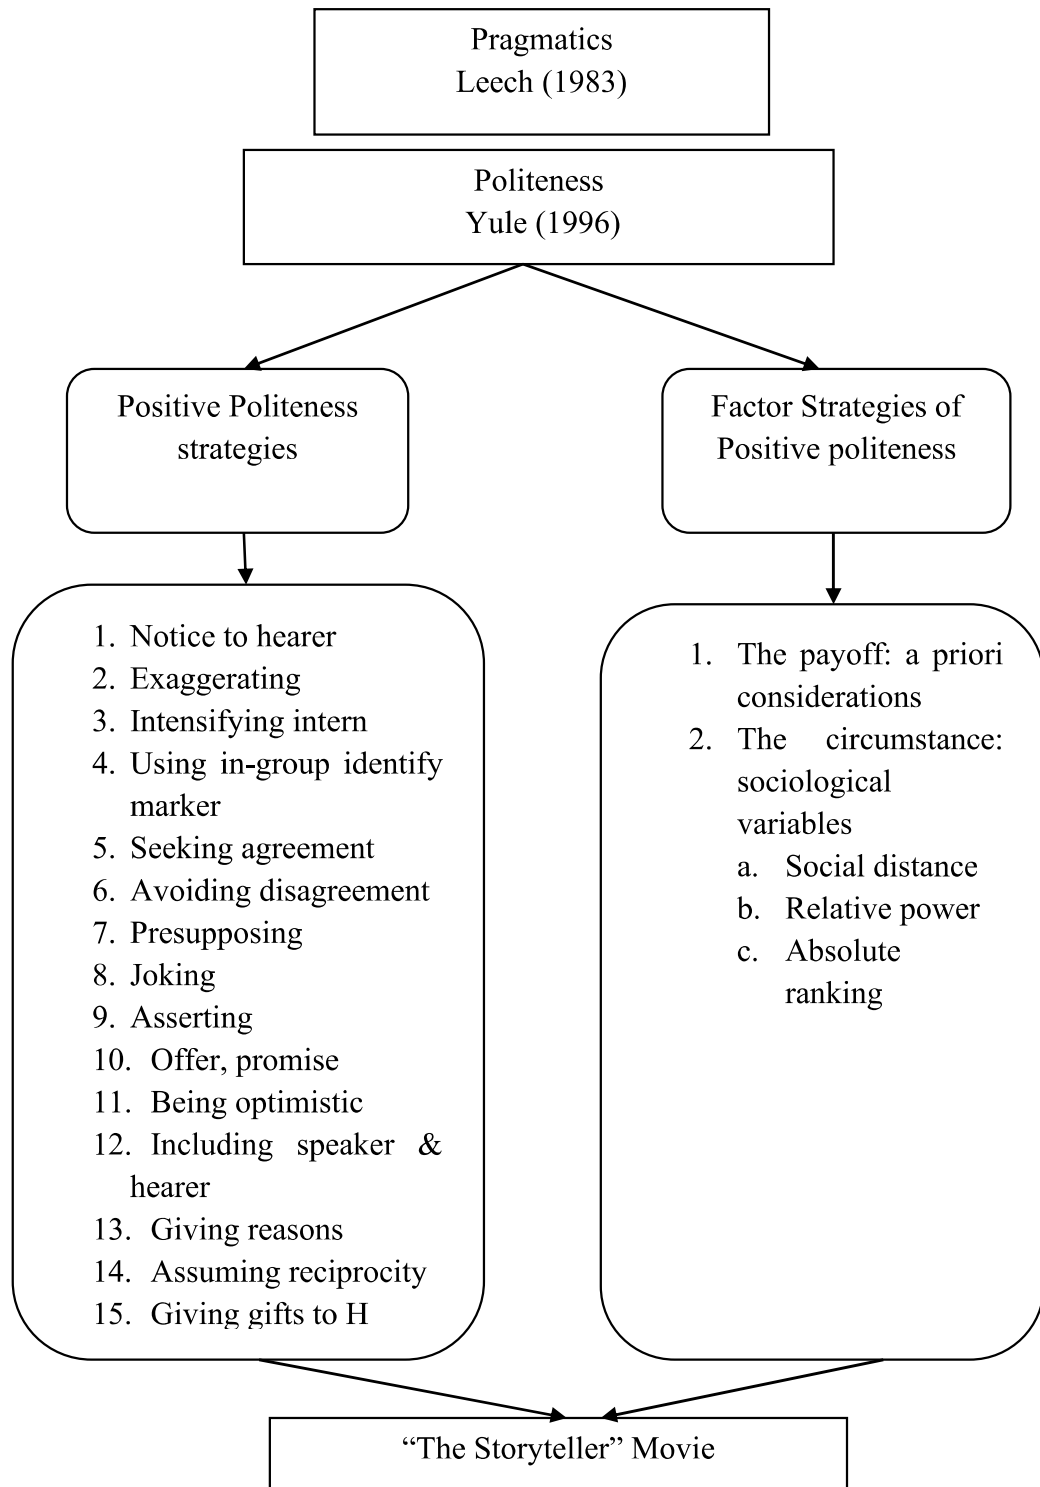 Pragmatics
Leech (1983)
Politeness
Yule (1996)
Positive Politeness
strategies
Factor Strategies of
Positive politeness
1. Notice to hearer
2. Exaggerating
3. Intensifying intern
4. Using in-group identify
marker
5. Seeking agreement
6. Avoiding disagreement
7. Presupposing
8. Joking
9. Asserting
10. Offer, promise
11. Being optimistic
12. Including speaker &
hearer
13. Giving reasons
14. Assuming reciprocity
15. Giving gifts to H
1. The payoff: a priori
considerations
2. The circumstance:
sociological
variables
a. Social distance
b. Relative power
c. Absolute
ranking
“The Storyteller” Movie